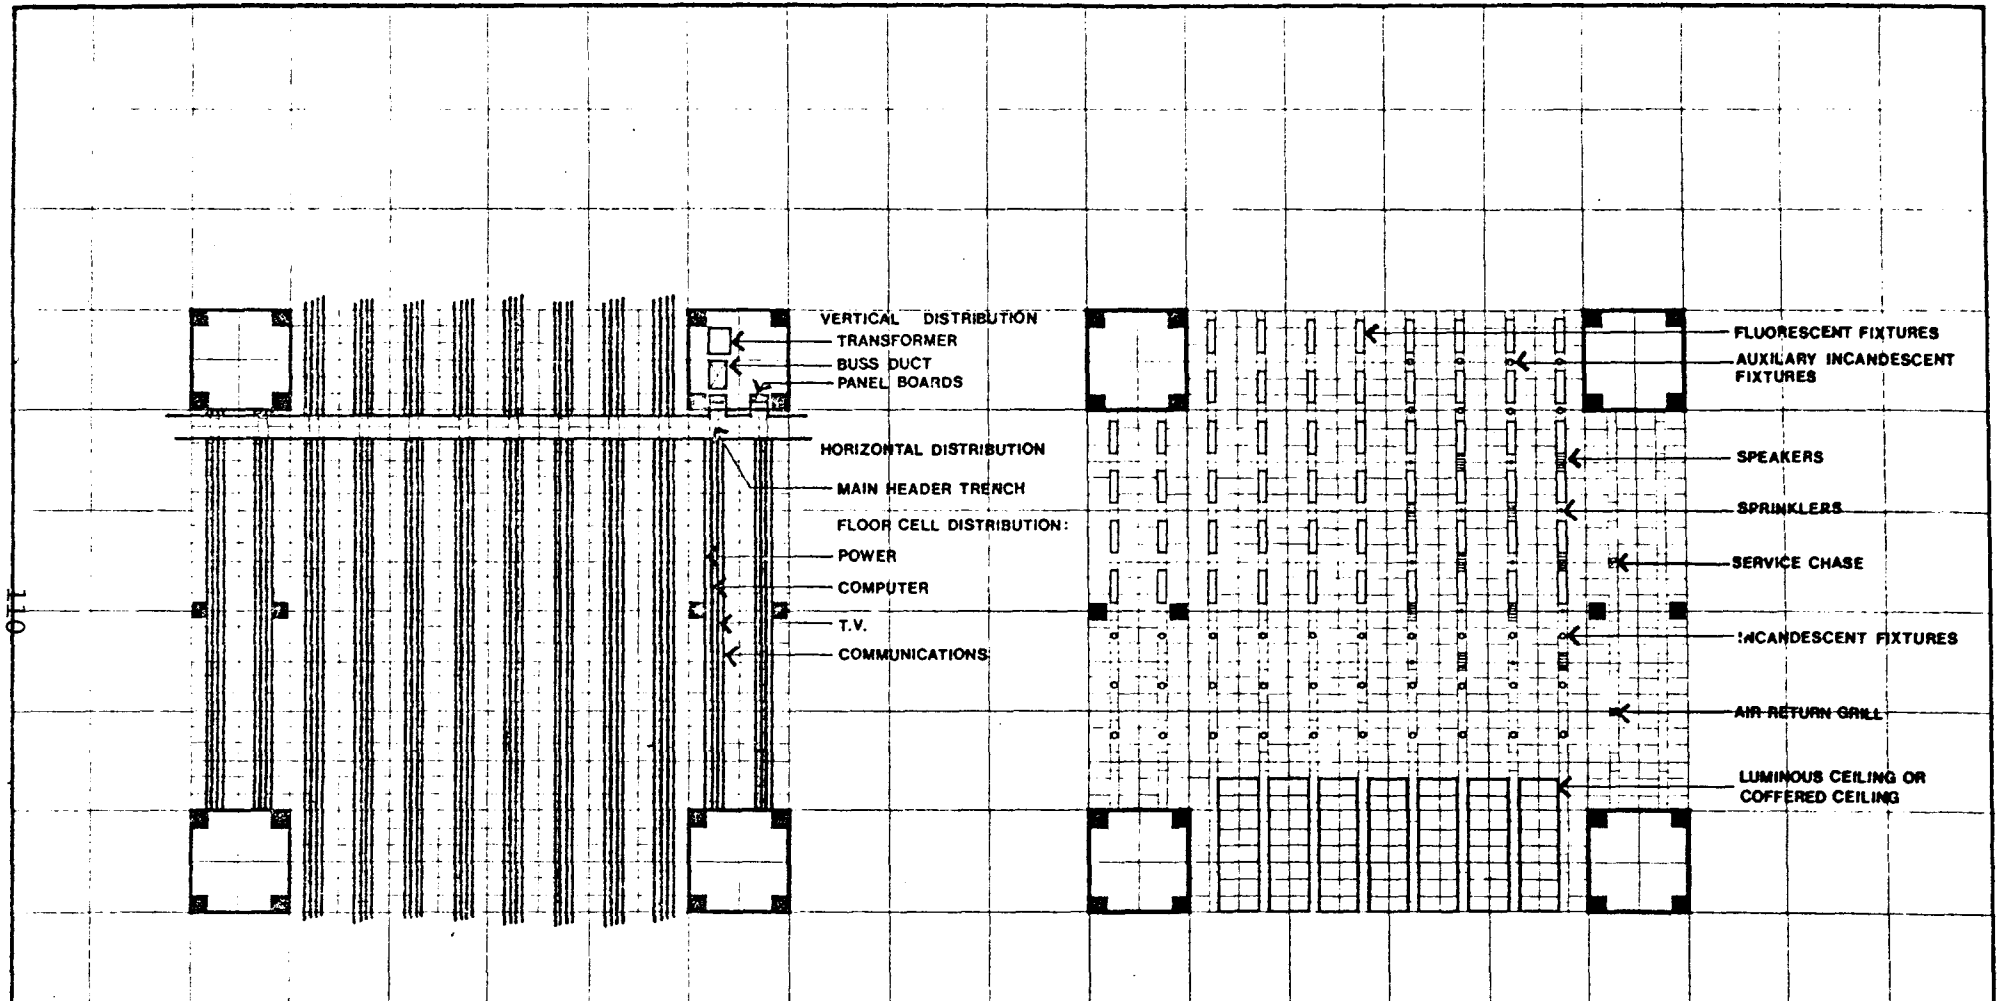 VERTICAL DISTRIBUTION
TRANSFORMER
BUSS DUCT
PANEL BOARDS
HORIZONTAL DISTRIBUTION
MAIN HEADER TRENCH
FLOOR CELL DISTRIBUTION:
POWER
COMPUTER
T.V.
COMMUNICATIONS
FLUORESCENT FIXTURES
AUXILARY INCANDESCENT
FIXTURES
SPEAKERS
SPRINKLERS
SERVICE CHASE
INCANDESCENT FIXTURES
AIR RETURN GRILL
LUMINOUS CEILING OR
COFFERED CEILING
110